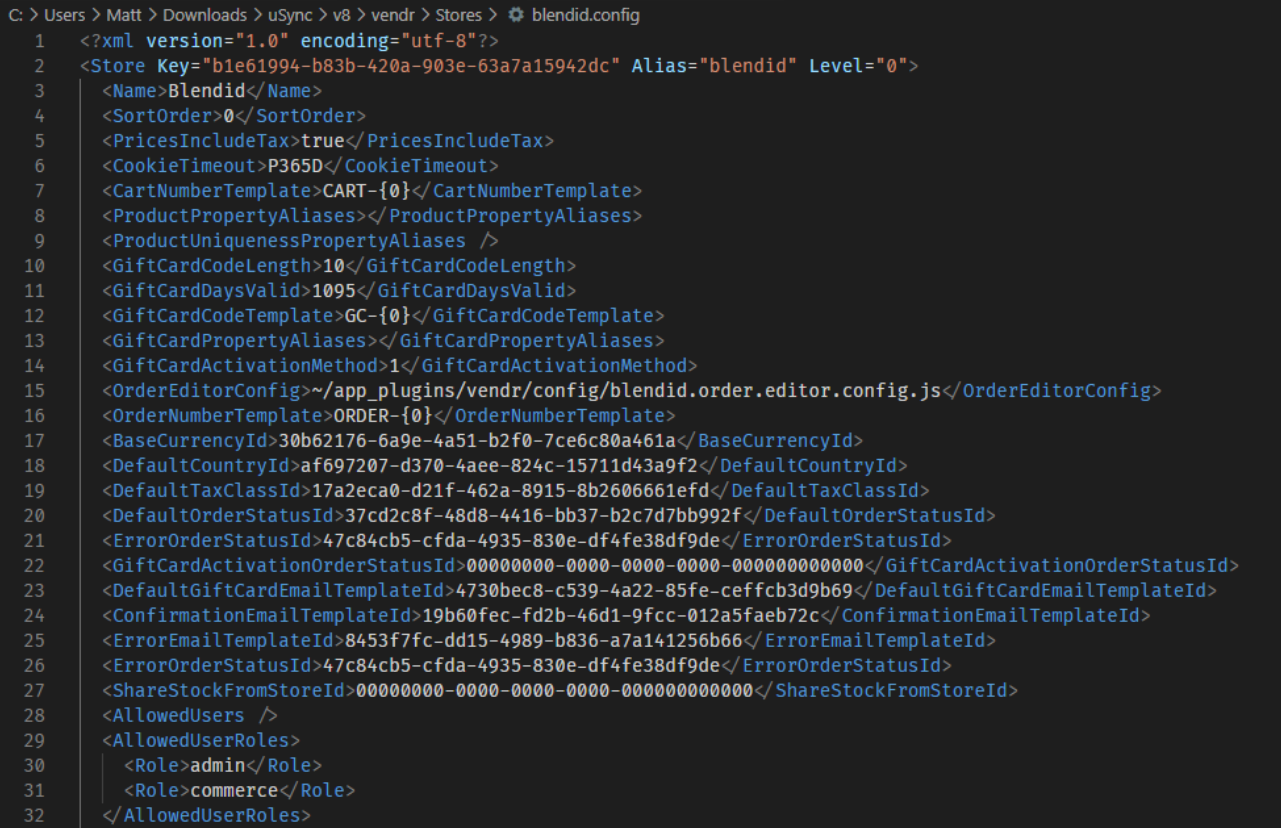 C: > Users > Matt > Downloads > uSync > v8 > vendr > Stores > blendid.config
1 <?xml version="1.0" encoding="utf-8"?>
2 <Store Key="b1e61994-b83b-420a-903e-63a7a15942dc" Alias="blendid" Level="0">
3 <Name>Blendid</Name>
4 <SortOrder>0</SortOrder>
5 <PricesIncludeTax>true</PricesIncludeTax>
6 <CookieTimeout>P365D</CookieTimeout>
7 <CartNumberTemplate>CART-{0}</CartNumberTemplate>
8 <ProductPropertyAliases></ProductPropertyAliases>
9 <ProductUniquenessPropertyAliases />
10 <GiftCardCodeLength>10</GiftCardCodeLength>
11 <GiftCardDaysValid>1095</GiftCardDaysValid>
12 <GiftCardCodeTemplate>GC-{0}</GiftCardCodeTemplate>
13 <GiftCardPropertyAliases></GiftCardPropertyAliases>
14 <GiftCardActivationMethod>1</GiftCardActivationMethod>
15 <OrderEditorConfig>~/app_plugins/vendr/config/blendid.order.editor.config.js</OrderEditorConfig>
16 <OrderNumberTemplate>ORDER-{0}</OrderNumberTemplate>
17 <BaseCurrencyId>30b62176-6a9e-4a51-b2f0-7ce6c80a461a</BaseCurrencyId>
18 <DefaultCountryId>af697207-d370-4aee-824c-15711d43a9f2</DefaultCountryId>
19 <DefaultTaxClassId>17a2eca0-d21f-462a-8915-8b2606661efd</DefaultTaxClassId>
20 <DefaultOrderStatusId>37cd2c8f-48d8-4416-bb37-b2c7d7bb992f</DefaultOrderStatusId>
21 <ErrorOrderStatusId>47c84cb5-cfda-4935-830e-df4fe38df9de</ErrorOrderStatusId>
22 <GiftCardActivationOrderStatusId>00000000-0000-0000-0000-000000000000</GiftCardActivationOrderStatusId>
23 <DefaultGiftCardEmailTemplateId>4730bec8-c539-4a22-85fe-ceffcb3d9b69</DefaultGiftCardEmailTemplateId>
24 <ConfirmationEmailTemplateId>19b60fec-fd2b-46d1-9fcc-012a5faeb72c</ConfirmationEmailTemplateId>
25 <ErrorEmailTemplateId>8453f7fc-dd15-4989-b836-a7a141256b66</ErrorEmailTemplateId>
26 <ErrorOrderStatusId>47c84cb5-cfda-4935-830e-df4fe38df9de</ErrorOrderStatusId>
27 <ShareStockFromStoreId>00000000-0000-0000-0000-000000000000</ShareStockFromStoreId>
28 <AllowedUsers />
29 <AllowedUserRoles>
30 <Role>admin</Role>
31 <Role>commerce</Role>
32 </AllowedUserRoles>